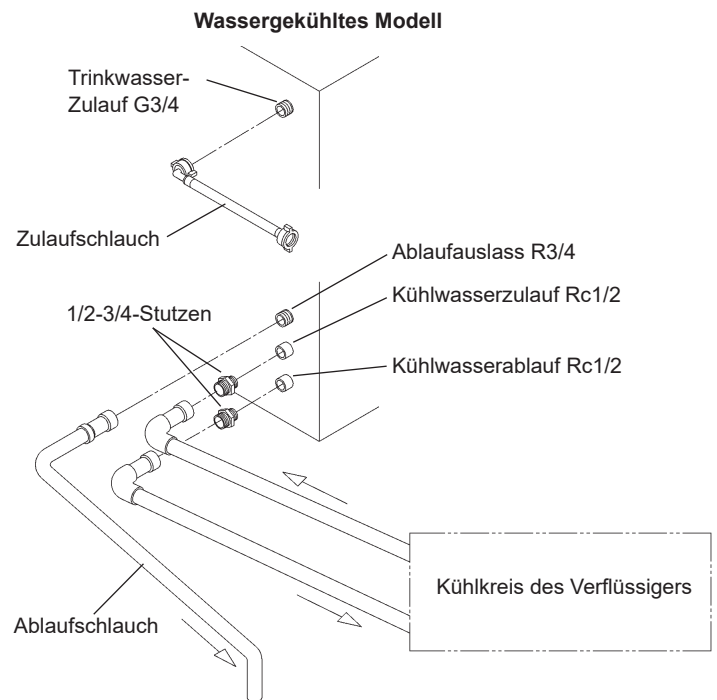 Wassergekühltes Modell
Trinkwasser-
Zulauf G3/4
Zulaufschlauch
Ablaufauslass R3/4
1/2-3/4-Stutzen
Kühlwasserzulauf Rc1/2
Kühlwasserablauf Rc1/2
Kühlkreis des Verflüssigers
Ablaufschlauch